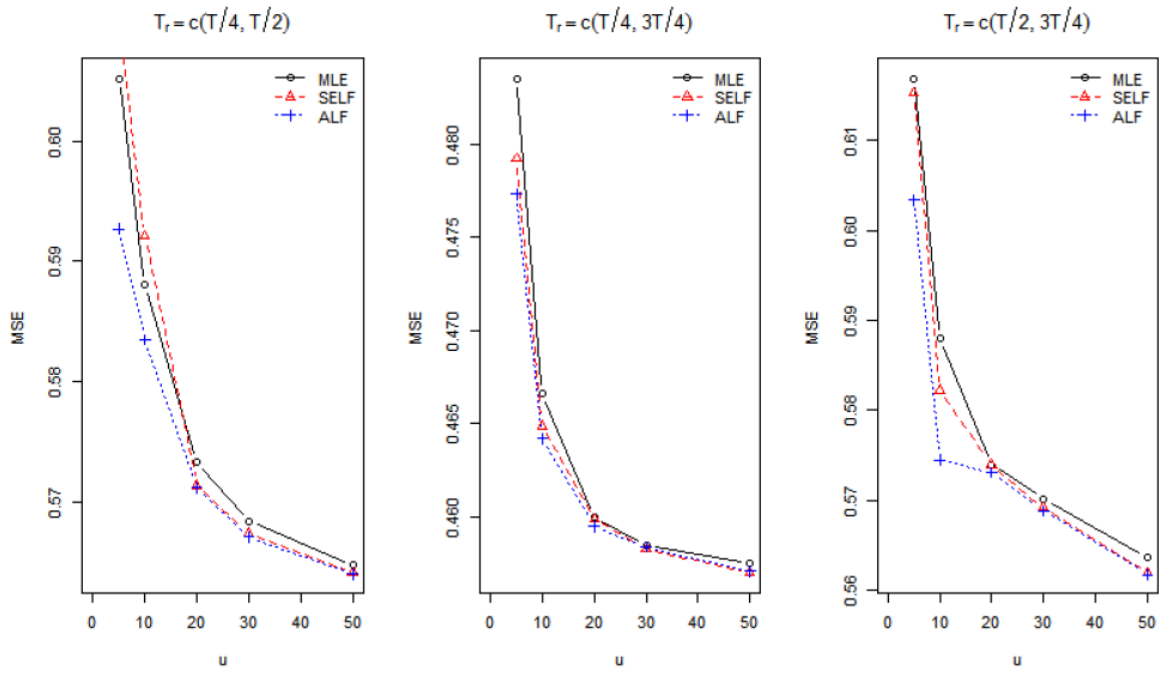 T_r = c(T/4, T/2)
MLE
SELF
ALF
0.60
0.59
0.58
0.57
MSE
0 10 20 30 40 50
u
T_r = c(T/4, 3T/4)
MLE
SELF
ALF
0.480
0.475
0.470
0.465
0.460
MSE
0 10 20 30 40 50
u
T_r = c(T/2, 3T/4)
MLE
SELF
ALF
0.61
0.60
0.59
0.58
0.57
0.56
MSE
0 10 20 30 40 50
u